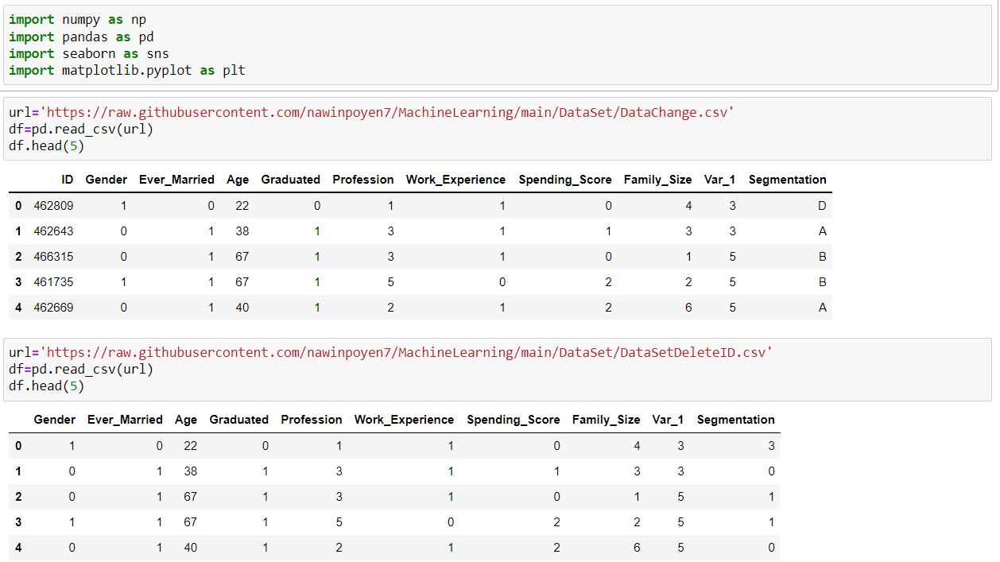 import numpy as np
import pandas as pd
import seaborn as sns
import matplotlib.pyplot as plt
url='https://raw.githubusercontent.com/nawinpoyen7/MachineLearning/main/DataSet/DataChange.csv'
df=pd.read_csv(url)
df.head(5)
ID Gender Ever_Married Age Graduated Profession Work_Experience Spending_Score Family_Size Var_1 Segmentation
0 462809 1 0 22 0 1 1 0 4 3 D
1 462643 0 1 38 1 3 1 1 3 3 A
2 466315 0 1 67 1 3 1 0 1 5 B
3 461735 1 1 67 1 5 0 2 2 5 B
4 462669 0 1 40 1 2 1 2 6 5 A
url='https://raw.githubusercontent.com/nawinpoyen7/MachineLearning/main/DataSet/DataSetDeleteID.csv'
df=pd.read_csv(url)
df.head(5)
Gender Ever_Married Age Graduated Profession Work_Experience Spending_Score Family_Size Var_1 Segmentation
0 1 0 22 0 1 1 0 4 3 3
1 0 1 38 1 3 1 1 3 3 0
2 0 1 67 1 3 1 0 1 5 1
3 1 1 67 1 5 0 2 2 5 1
4 0 1 40 1 2 1 2 6 5 0